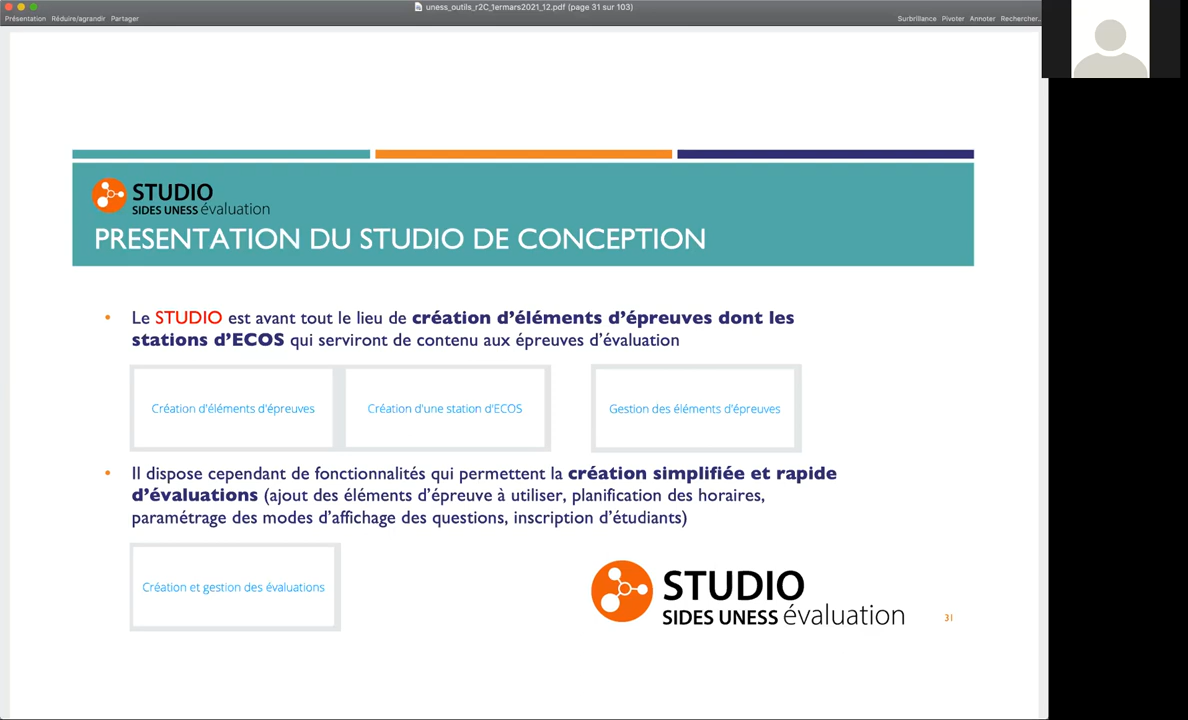 uness_outils_r2C_1ermars2021_12.pdf (page 31 sur 103)
Présentation Réduire/agrandir Partager
Surbrillance Pivoter Annoter Rechercher...
STUDIO
SIDES UNESS évaluation
PRESENTATION DU STUDIO DE CONCEPTION
• Le STUDIO est avant tout le lieu de création d'éléments d'épreuves dont les
stations d'ECOS qui serviront de contenu aux épreuves d'évaluation
Création d'éléments d'épreuves
Création d'une station d'ECOS
Gestion des éléments d'épreuves
• Il dispose cependant de fonctionnalités qui permettent la création simplifiée et rapide
d'évaluations (ajout des éléments d'épreuve à utiliser, planification des horaires,
paramétrage des modes d'affichage des questions, inscription d'étudiants)
Création et gestion des évaluations
STUDIO
SIDES UNESS évaluation
31